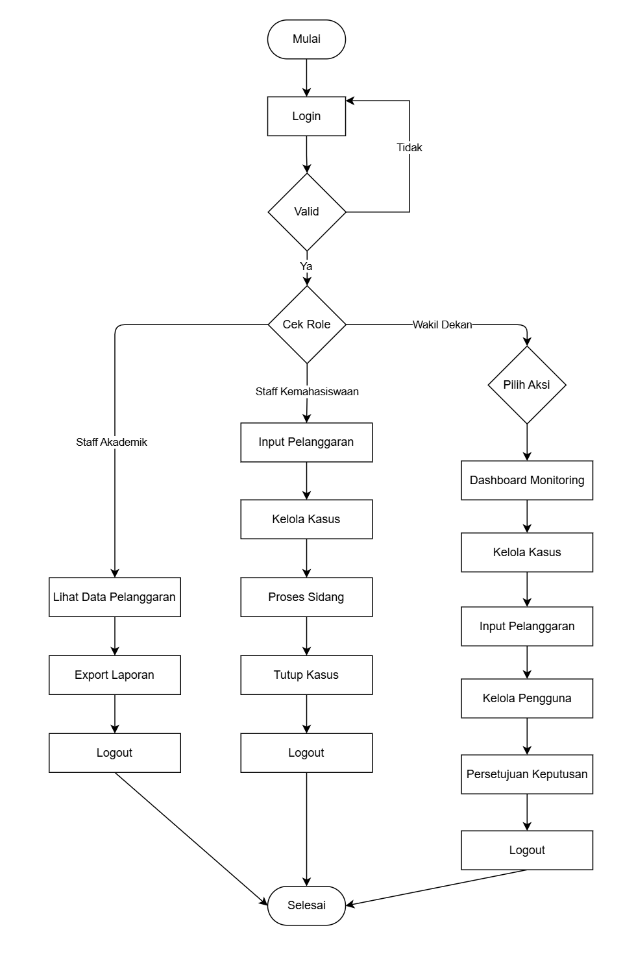 Mulai
Login
Tidak
Valid
Ya
Cek Role
Wakil Dekan
Pilih Aksi
Staff Kemahasiswaan
Staff Akademik
Input Pelanggaran
Dashboard Monitoring
Kelola Kasus
Kelola Kasus
Lihat Data Pelanggaran
Proses Sidang
Input Pelanggaran
Export Laporan
Tutup Kasus
Kelola Pengguna
Logout
Logout
Persetujuan Keputusan
Logout
Selesai